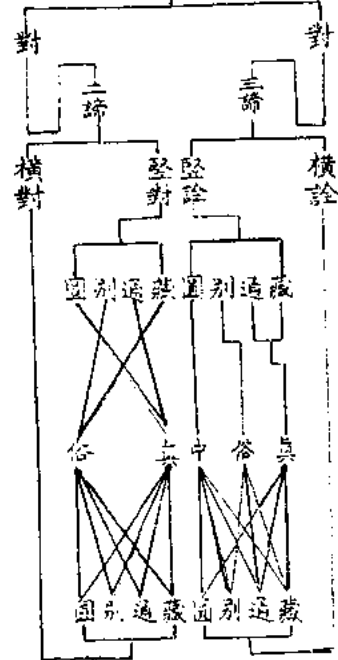 對 對
二諦 三諦
橫對 竪對 竪詮 橫詮
圓別通藏 圓別通藏
俗 真 中 俗 真
圓別通藏 圓別通藏